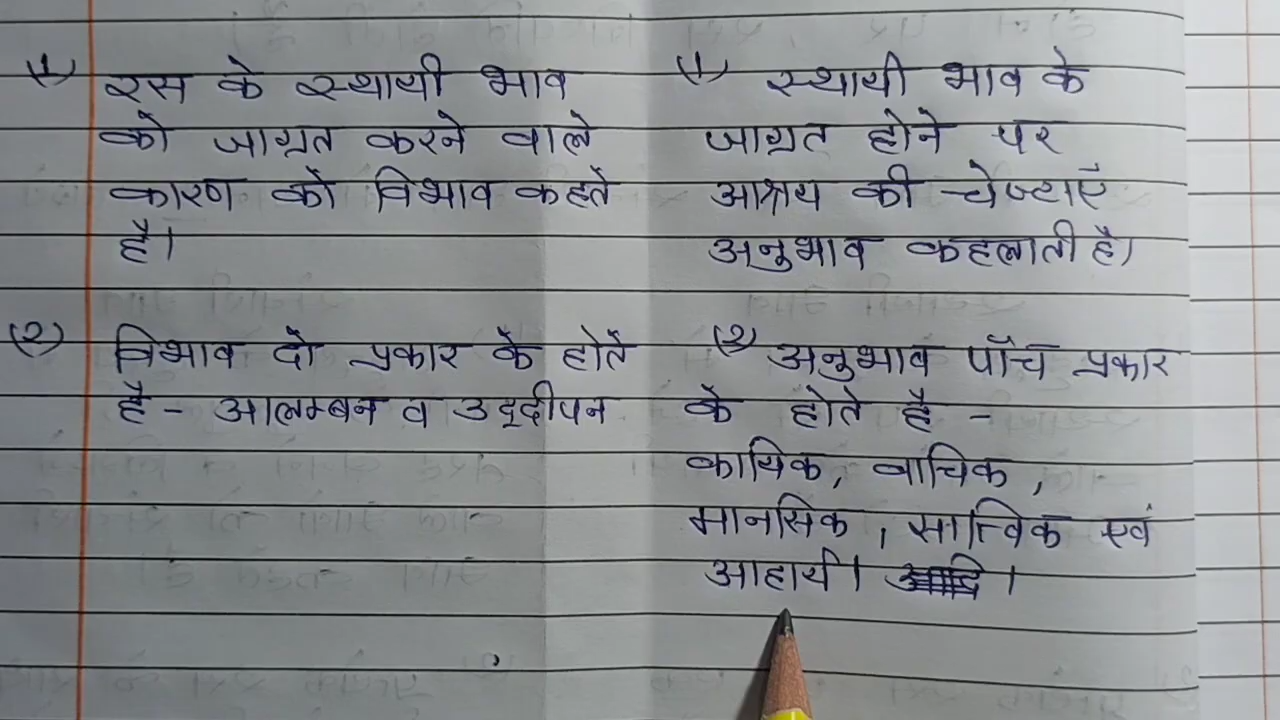 (1) रस के स्थायी भाव
को जाग्रत करने वाले
कारण को विभाव कहते
है।
(2) विभाव दो प्रकार के होते
है - आलम्बन व उद्दीपन
(1) स्थायी भाव के
जाग्रत होने पर
आश्रय की चेष्टाएँ
अनुभाव कहलाती है।
(2) अनुभाव पाँच प्रकार
के होते है -
कायिक, वाचिक,
मानसिक, सात्विक एवं
आहार्य। ।